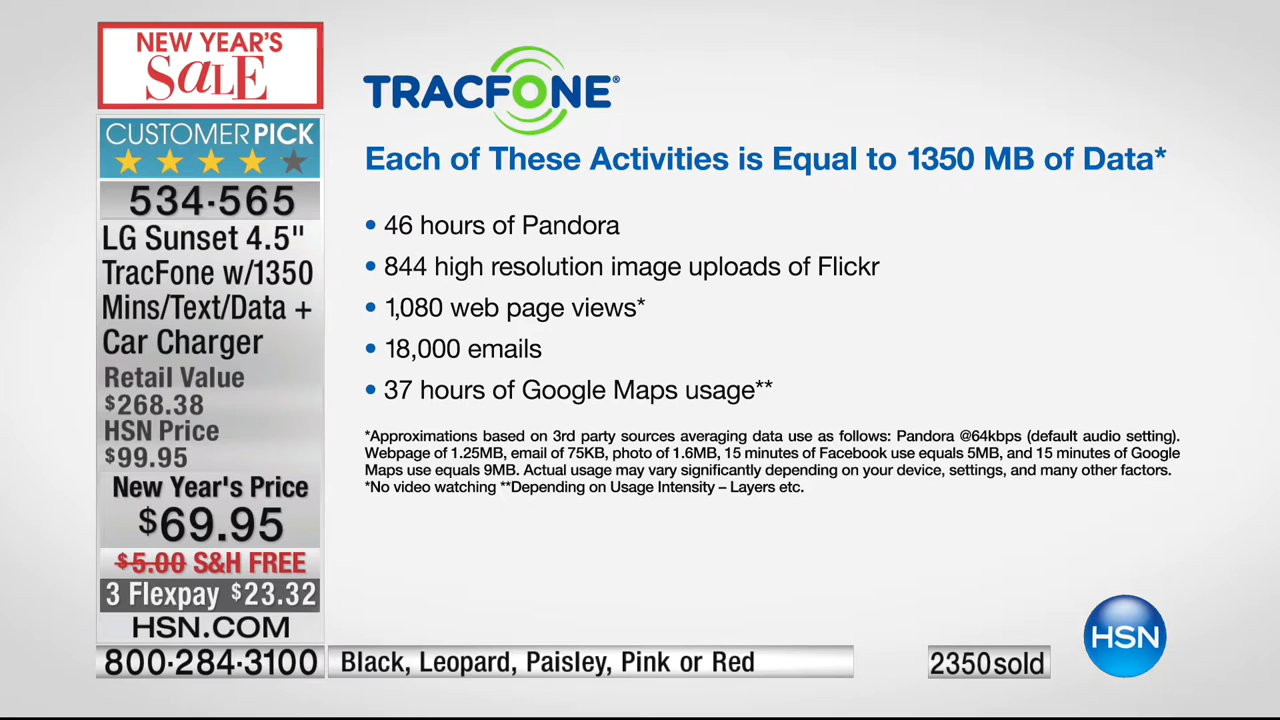 NEW YEAR'S
SALE
CUSTOMER PICK
534-565
LG Sunset 4.5"
TracFone w/1350
Mins/Text/Data +
Car Charger
Retail Value
$268.38
HSN Price
$99.95
New Year's Price
$69.95
$5.00 S&H FREE
3 Flexpay $23.32
HSN.COM
800-284-3100
TRACFONE®
Each of These Activities is Equal to 1350 MB of Data*
• 46 hours of Pandora
• 844 high resolution image uploads of Flickr
• 1,080 web page views*
• 18,000 emails
• 37 hours of Google Maps usage**
*Approximations based on 3rd party sources averaging data use as follows: Pandora @64kbps (default audio setting).
Webpage of 1.25MB, email of 75KB, photo of 1.6MB, 15 minutes of Facebook use equals 5MB, and 15 minutes of Google
Maps use equals 9MB. Actual usage may vary significantly depending on your device, settings, and many other factors.
*No video watching **Depending on Usage Intensity – Layers etc.
HSN
Black, Leopard, Paisley, Pink or Red
2350 sold